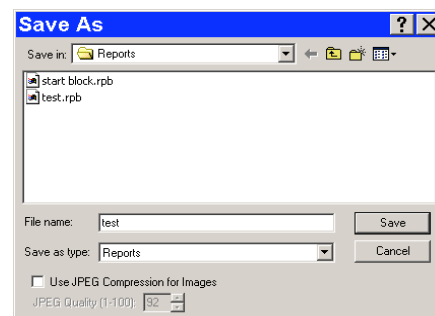 Save As
Save in: Reports
start block.rpb
test.rpb
File name: test Save
Save as type: Reports Cancel
Use JPEG Compression for Images
JPEG Quality (1-100): 92